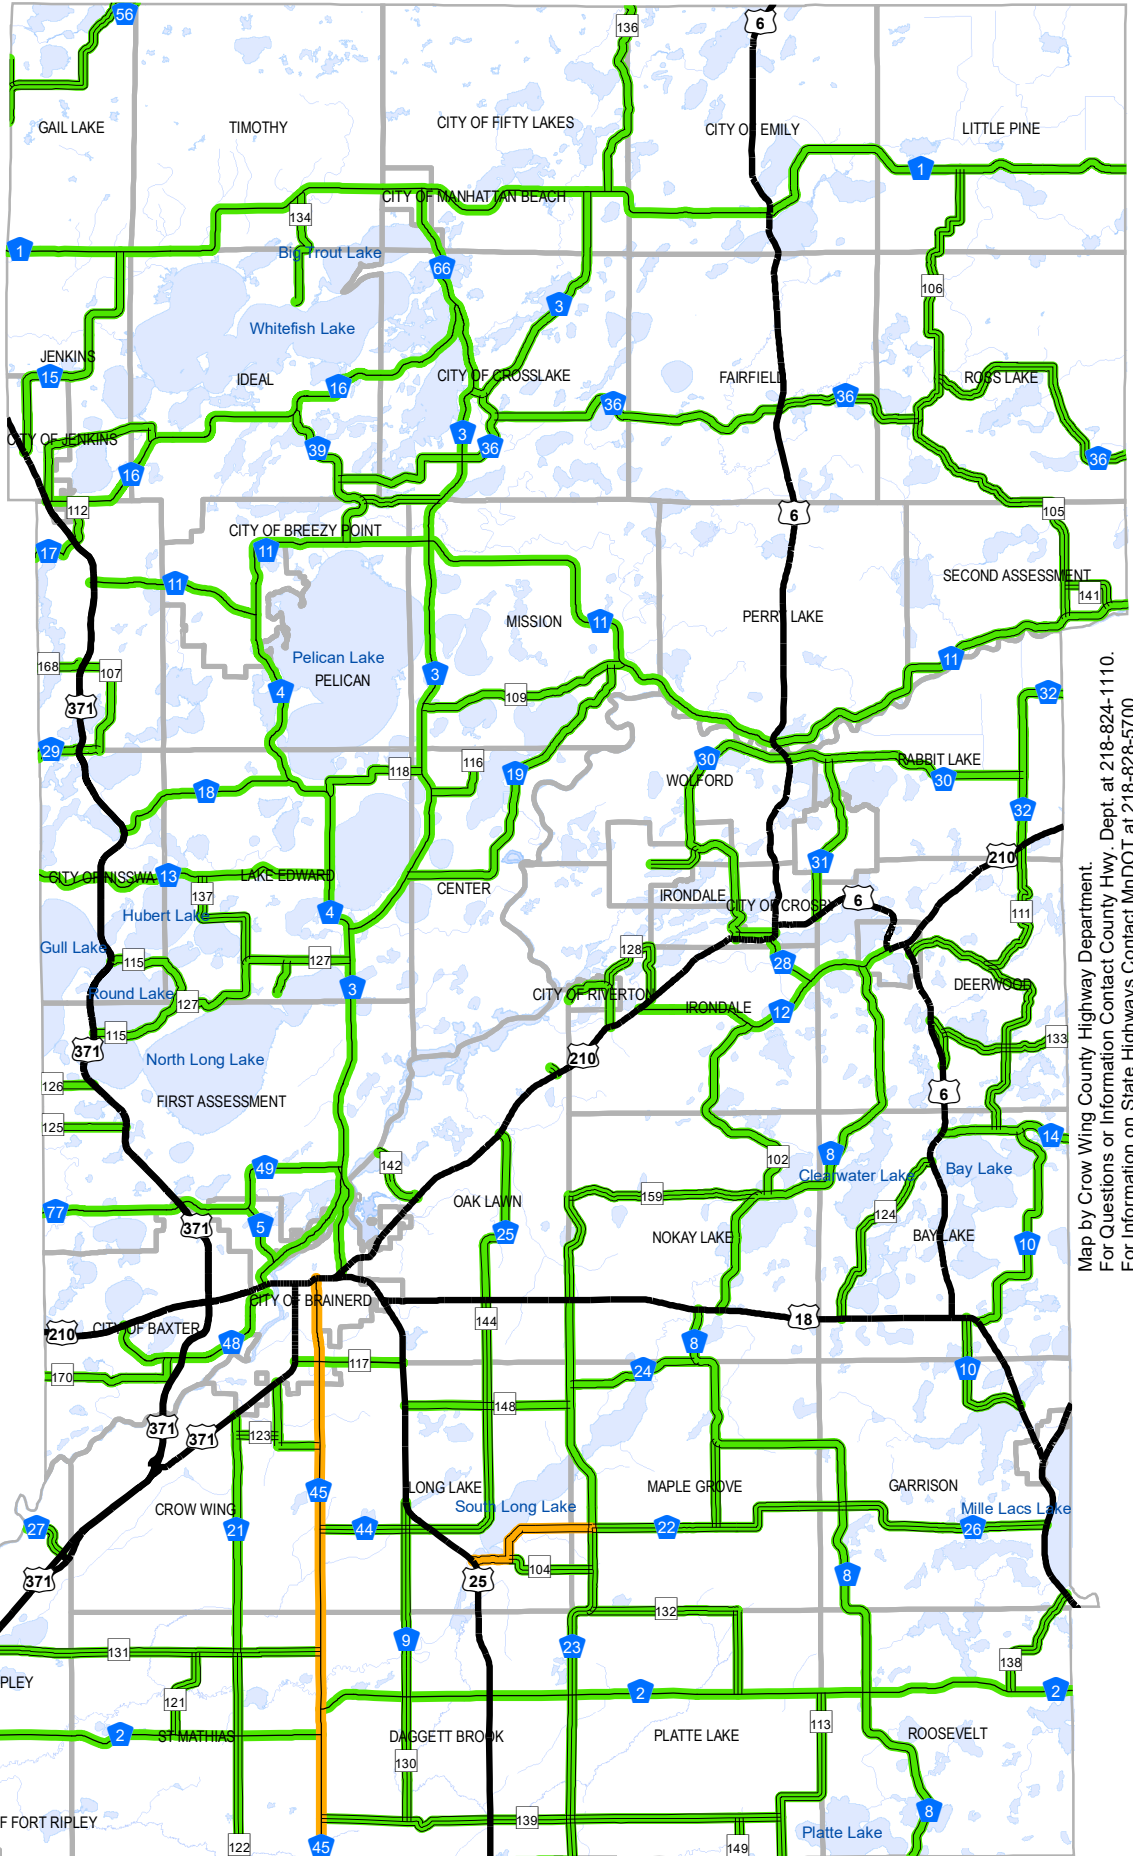 56
136
6
GAIL LAKE
TIMOTHY
CITY OF FIFTY LAKES
CITY OF EMILY
LITTLE PINE
1
CITY OF MANHATTAN BEACH
134
1
Big Trout Lake
66
106
3
Whitefish Lake
JENKINS
15
IDEAL
16
CITY OF CROSSLAKE
FAIRFIELD
ROSS LAKE
36
36
CITY OF JENKINS
3
39
36
36
16
112
105
6
17
CITY OF BREEZY POINT
11
11
SECOND ASSESSMENT
141
MISSION
11
PERRY LAKE
Pelican Lake
PELICAN
11
168
107
3
4
109
32
371
29
118
116
19
30
WOLFORD
RABBIT LAKE
30
18
32
210
31
CITY OF NISSWA
13
LAKE EDWARD
CENTER
137
IRONDALE
CITY OF CROSBY
6
Hubert Lake
4
111
Gull Lake
115
127
128
28
DEERWOOD
Round Lake
127
3
CITY OF RIVERTON
IRONDALE
12
115
133
371
North Long Lake
210
126
6
FIRST ASSESSMENT
125
14
49
142
102
8
Clearwater Lake
Bay Lake
77
OAK LAWN
159
124
371
5
25
NOKAY LAKE
BAY LAKE
10
CITY OF BRAINERD
210
CITY OF BAXTER
144
18
48
8
117
24
10
170
148
371
371
123
45
LONG LAKE
MAPLE GROVE
GARRISON
CROW WING
South Long Lake
Mille Lacs Lake
27
21
44
22
26
104
371
25
8
132
9
23
131
138
PLEY
121
2
2
2
ST MATHIAS
DAGGETT BROOK
PLATTE LAKE
113
ROOSEVELT
130
8
F FORT RIPLEY
139
Platte Lake
122
45
149
Map by Crow Wing County Highway Department.
For Questions or Information Contact County Hwy. Dept. at 218-824-1110.
For Information on State Highways Contact MnDOT at 218-828-5700
4